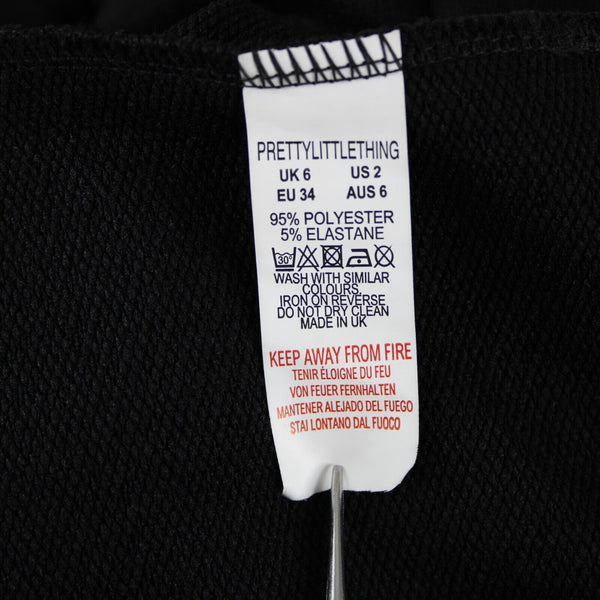 PRETTYLITTLETHING
UK 6 US 2
EU 34 AUS 6
95% POLYESTER
5% ELASTANE
30°
WASH WITH SIMILAR
COLOURS,
IRON ON REVERSE
DO NOT DRY CLEAN
MADE IN UK
KEEP AWAY FROM FIRE
TENIR ÉLOIGNE DU FEU
VON FEUER FERNHALTEN
MANTENER ALEJADO DEL FUEGO
STAI LONTANO DAL FUOCO